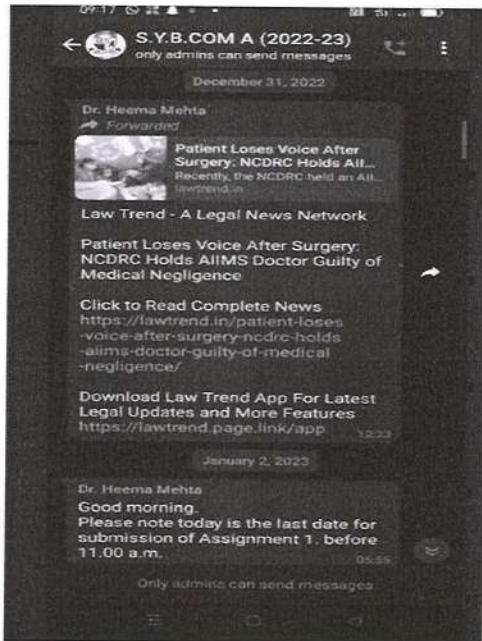 09:17
S.Y.B.COM A (2022-23)
only admins can send messages
December 31, 2022
Dr. Heema Mehta
Forwarded
Patient Loses Voice After
Surgery: NCDRC Holds AII...
Recently, the NCDRC held an AII...
lawtrend.in
Law Trend - A Legal News Network
Patient Loses Voice After Surgery:
NCDRC Holds AIIMS Doctor Guilty of
Medical Negligence
Click to Read Complete News
https://lawtrend.in/patient-loses
-voice-after-surgery-ncdrc-holds
-aiims-doctor-guilty-of-medical
-negligence/
Download Law Trend App For Latest
Legal Updates and More Features
https://lawtrend.page.link/app
12:23
January 2, 2023
Dr. Heema Mehta
Good morning.
Please note today is the last date for
submission of Assignment 1. before
11.00 a.m.
05:55
Only admins can send messages